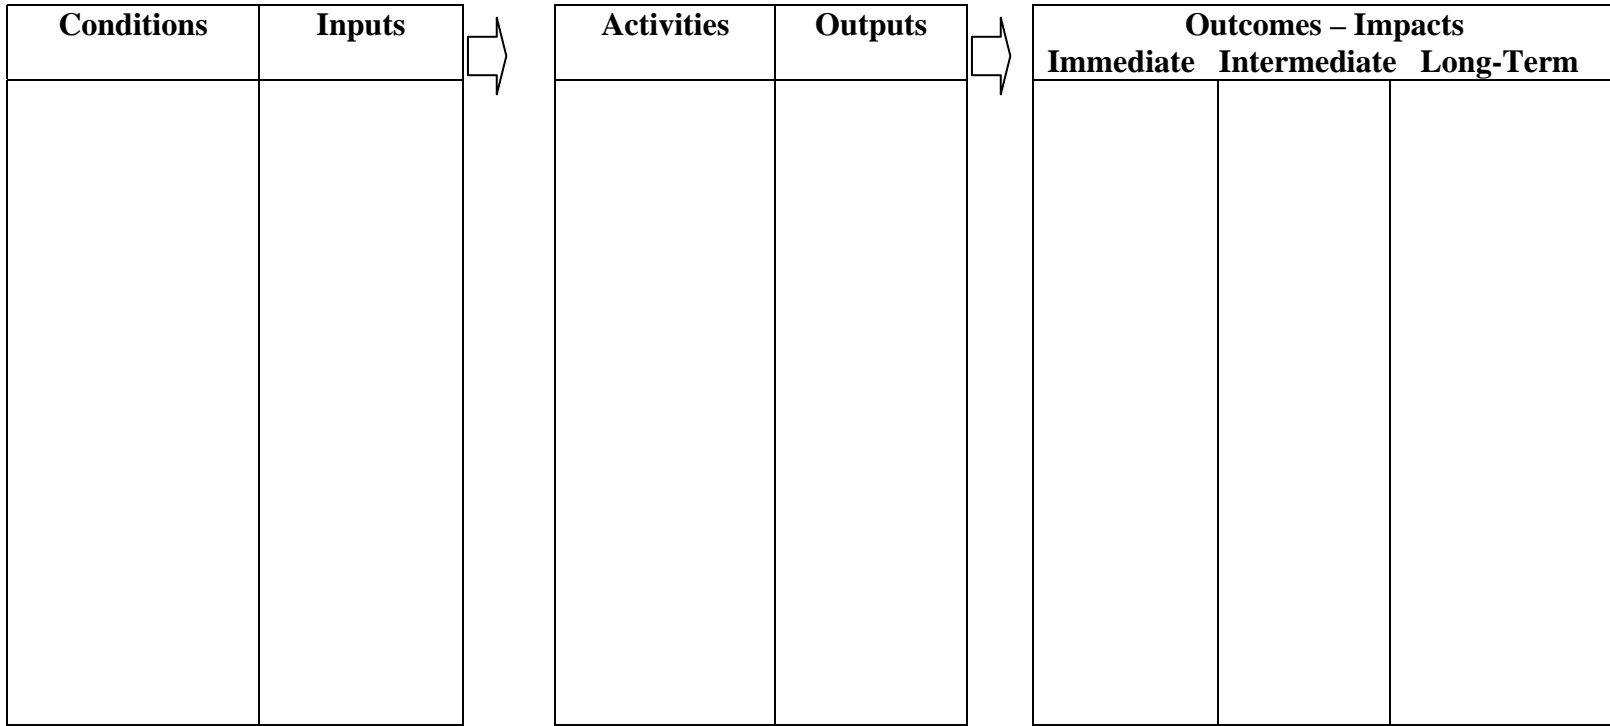 Conditions
Inputs
Activities
Outputs
Outcomes – Impacts
Immediate Intermediate Long-Term